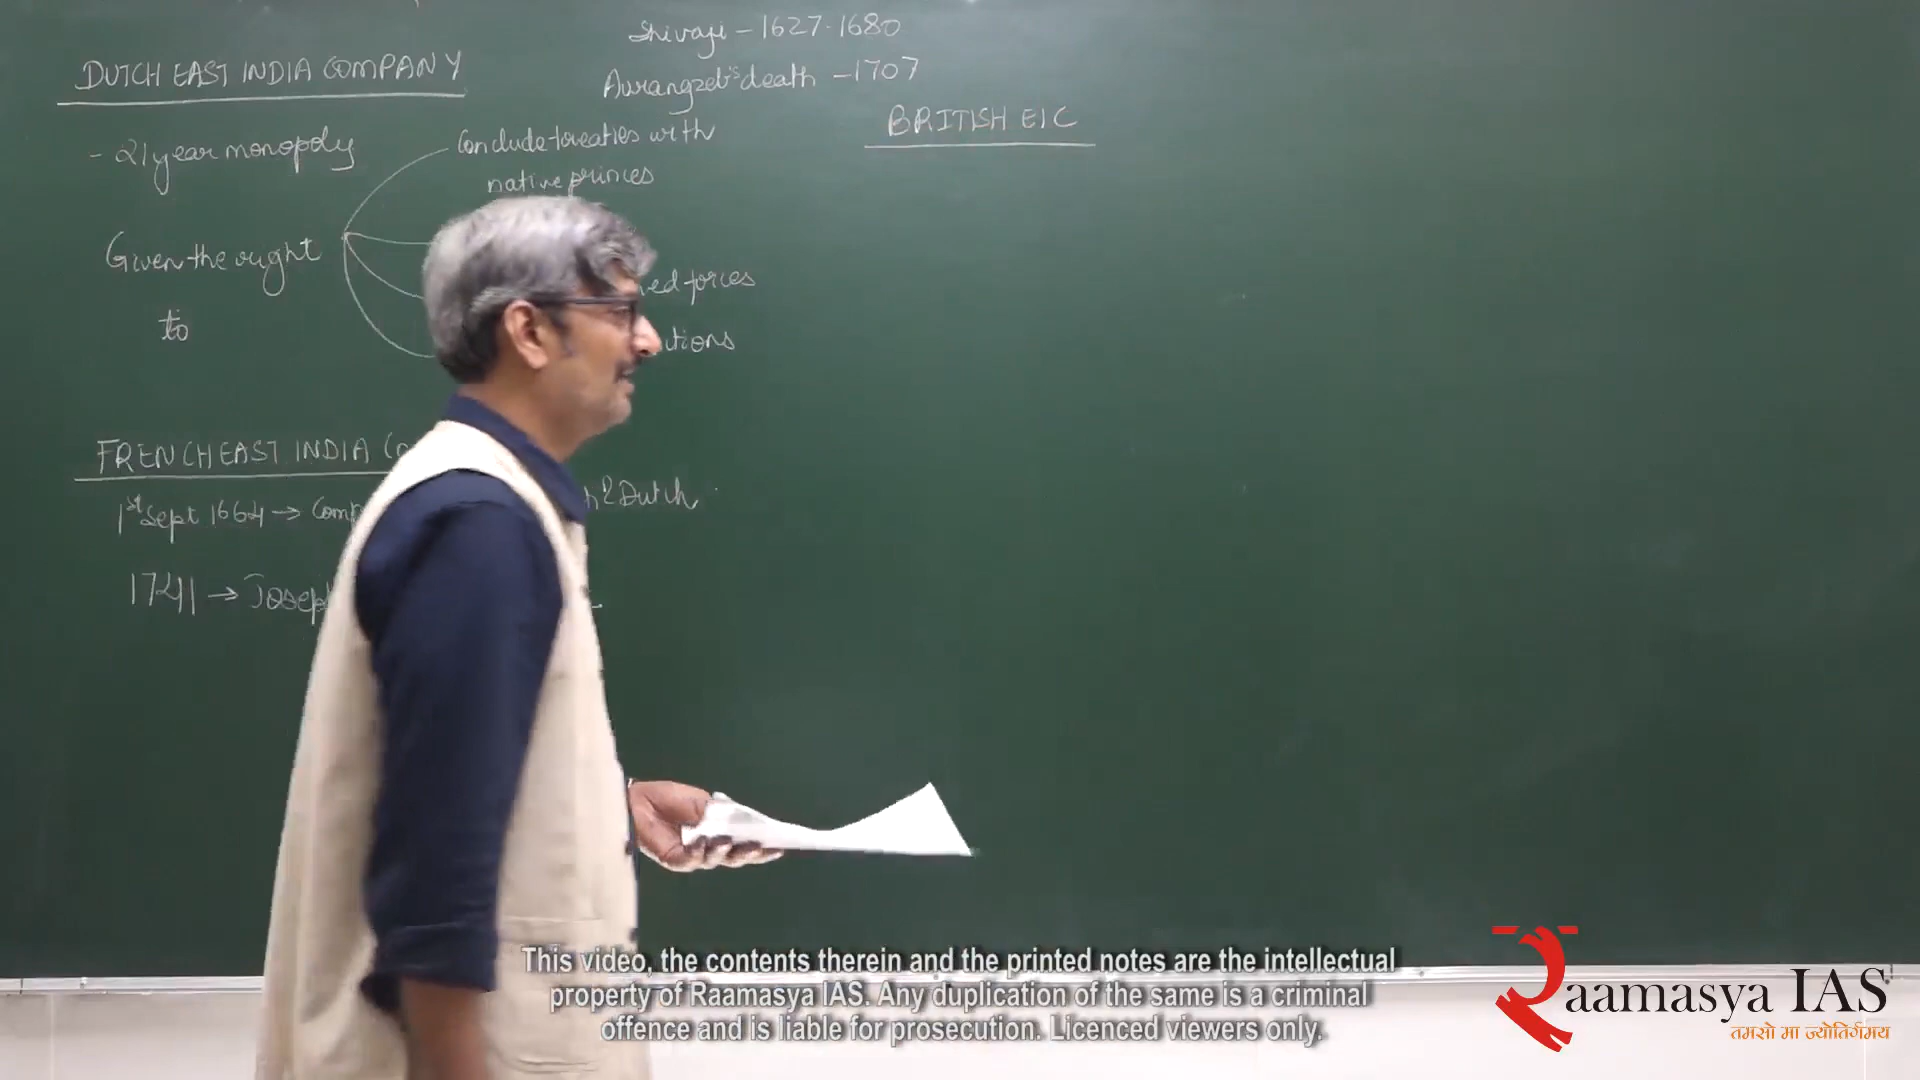 Shivaji - 1627-1680
Aurangzeb's death - 1707
DUTCH EAST INDIA COMPANY
- 21 year monopoly
Given the right
to
Conclude treaties with
native princes
forces
FRENCH EAST INDIA
1st Sept 1664 →
Dutch
1741 → Joseph
BRITISH EIC
This video, the contents therein and the printed notes are the intellectual
property of Raamasya IAS. Any duplication of the same is a criminal
offence and is liable for prosecution. Licenced viewers only.
Raamasya IAS
तमसो मा ज्योतिर्गमय